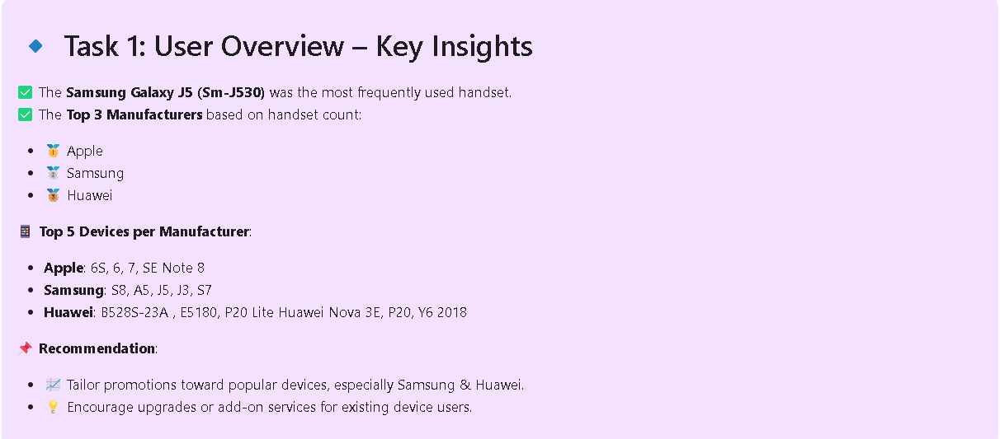 🔹 Task 1: User Overview – Key Insights
✅ The Samsung Galaxy J5 (Sm-J530) was the most frequently used handset.
✅ The Top 3 Manufacturers based on handset count:
• 🥇 Apple
• 🥈 Samsung
• 🥉 Huawei
📱 Top 5 Devices per Manufacturer:
• Apple: 6S, 6, 7, SE Note 8
• Samsung: S8, A5, J5, J3, S7
• Huawei: B528S-23A , E5180, P20 Lite Huawei Nova 3E, P20, Y6 2018
📌 Recommendation:
• 📈 Tailor promotions toward popular devices, especially Samsung & Huawei.
• 💡 Encourage upgrades or add-on services for existing device users.